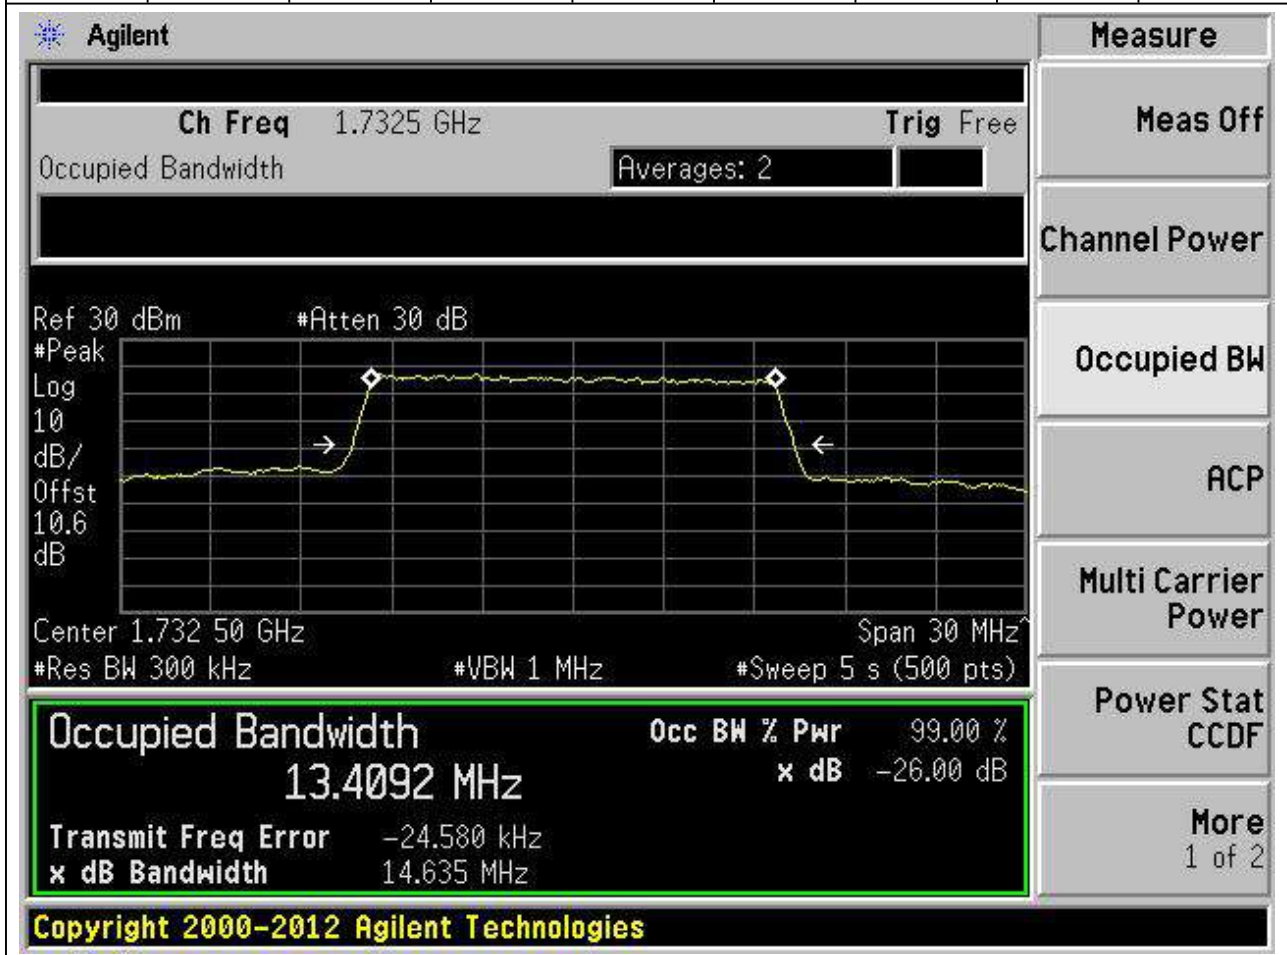 Agilent
Measure
Ch Freq 1.7325 GHz Trig Free
Meas Off
Occupied Bandwidth Averages: 2
Channel Power
Ref 30 dBm #Atten 30 dB
#Peak
Log
10
dB/
Offst
10.6
dB
Occupied BW
ACP
Center 1.732 50 GHz Span 30 MHz^
#Res BW 300 kHz #VBW 1 MHz #Sweep 5 s (500 pts)
Multi Carrier
Power
Occupied Bandwidth Occ BW % Pwr 99.00 %
13.4092 MHz x dB -26.00 dB
Transmit Freq Error -24.580 kHz
x dB Bandwidth 14.635 MHz
Power Stat
CCDF
More
1 of 2
Copyright 2000-2012 Agilent Technologies